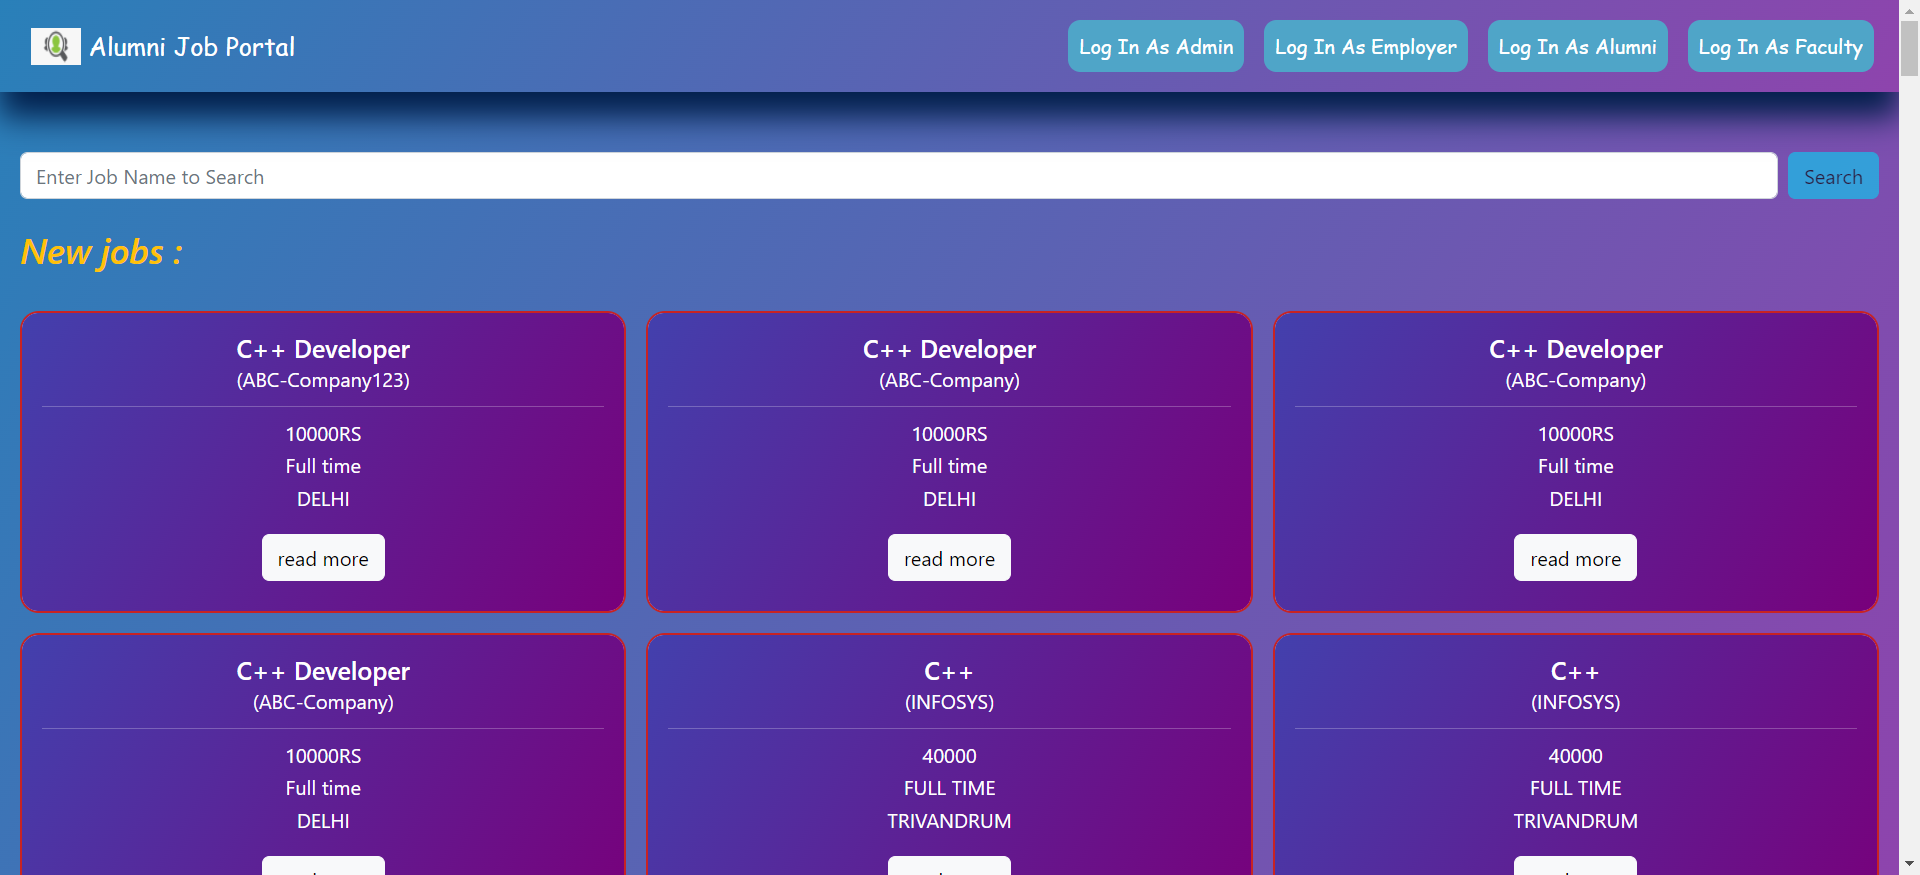 Alumni Job Portal
Log In As Admin
Log In As Employer
Log In As Alumni
Log In As Faculty
Enter Job Name to Search
Search
New jobs :
C++ Developer
(ABC-Company123)
10000RS
Full time
DELHI
read more
C++ Developer
(ABC-Company)
10000RS
Full time
DELHI
read more
C++ Developer
(ABC-Company)
10000RS
Full time
DELHI
read more
C++ Developer
(ABC-Company)
10000RS
Full time
DELHI
C++
(INFOSYS)
40000
FULL TIME
TRIVANDRUM
C++
(INFOSYS)
40000
FULL TIME
TRIVANDRUM